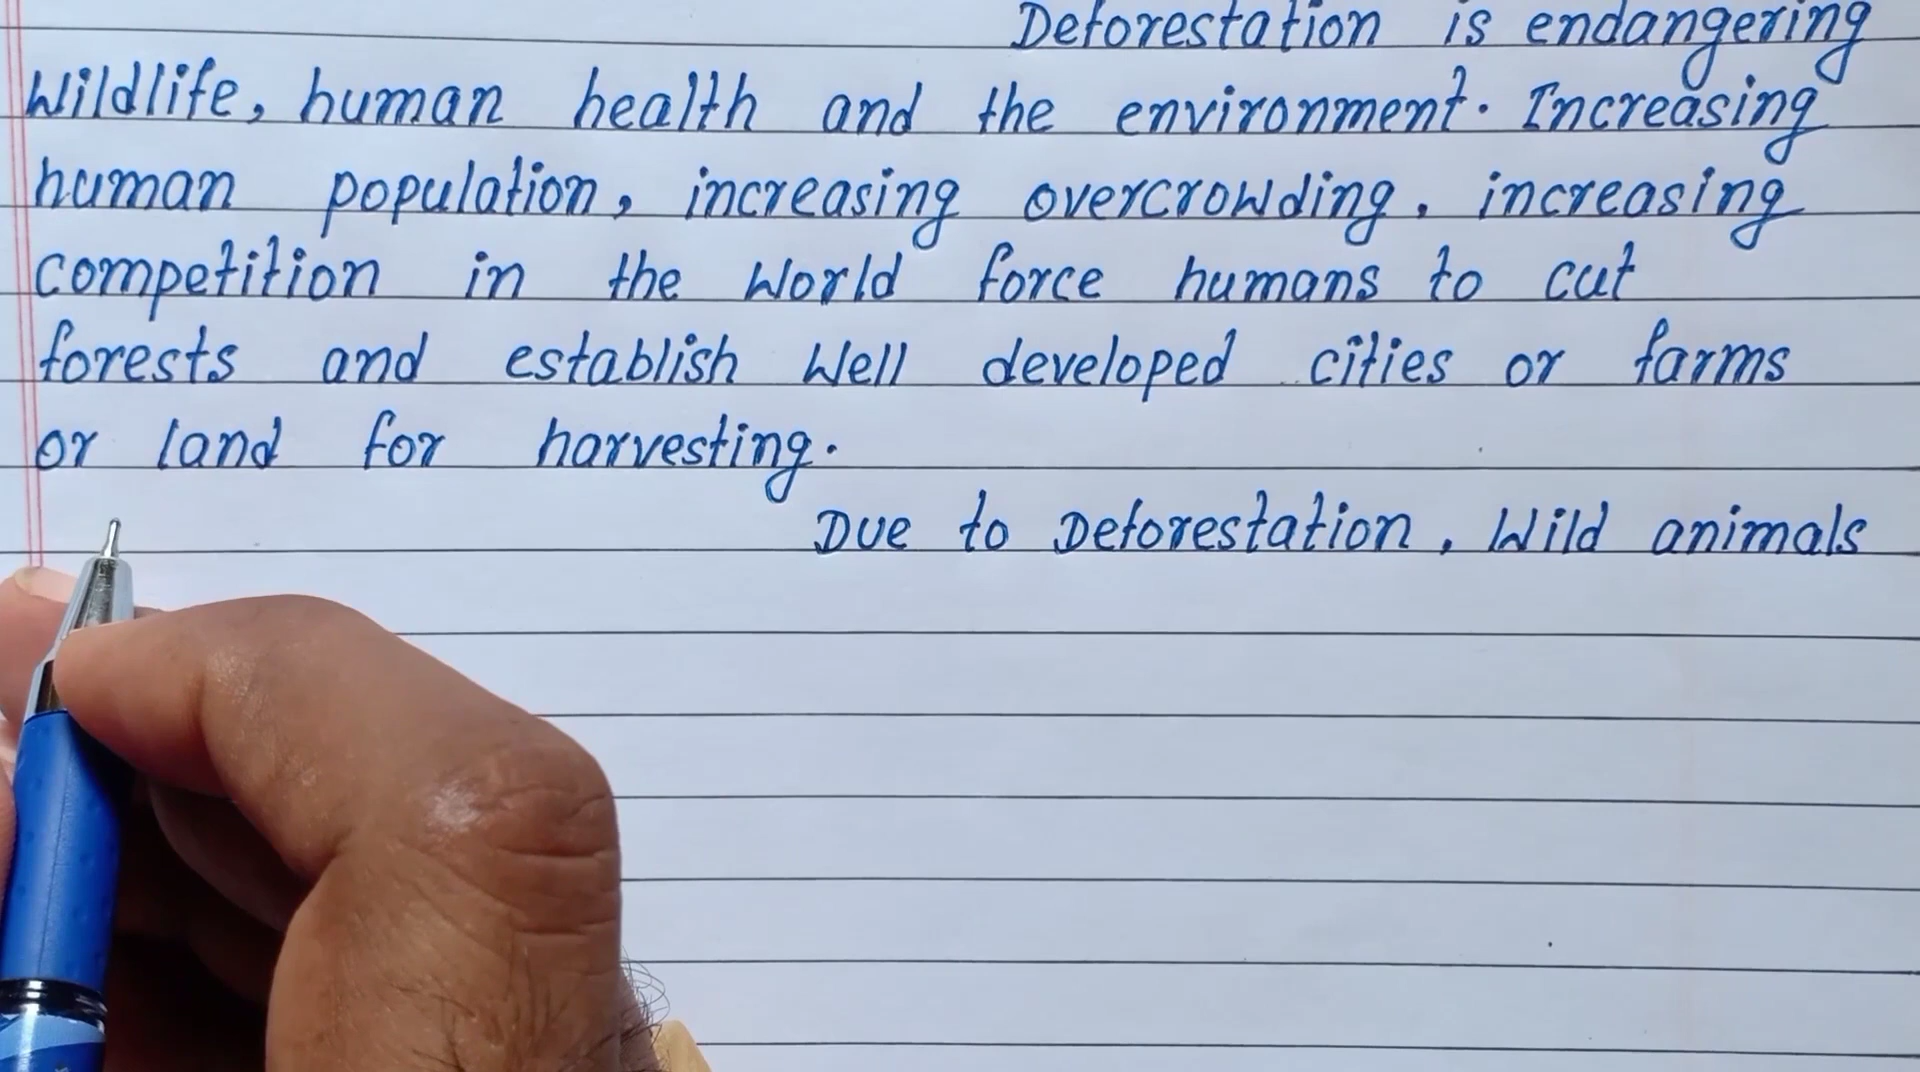 Deforestation is endangering
Wildlife, human health and the environment. Increasing
human population, increasing overcrowding, increasing
competition in the World force humans to cut
forests and establish Well developed cities or farms
or land for harvesting.
Due to Deforestation, Wild animals